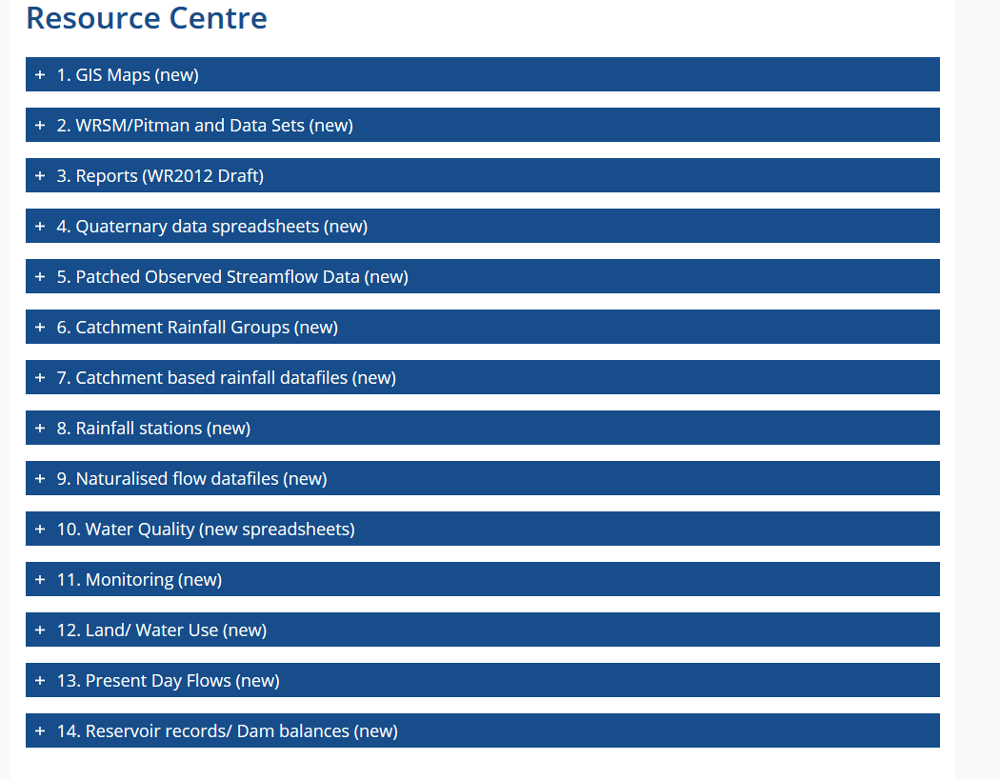 Resource Centre
+ 1. GIS Maps (new)
+ 2. WRSM/Pitman and Data Sets (new)
+ 3. Reports (WR2012 Draft)
+ 4. Quaternary data spreadsheets (new)
+ 5. Patched Observed Streamflow Data (new)
+ 6. Catchment Rainfall Groups (new)
+ 7. Catchment based rainfall datafiles (new)
+ 8. Rainfall stations (new)
+ 9. Naturalised flow datafiles (new)
+ 10. Water Quality (new spreadsheets)
+ 11. Monitoring (new)
+ 12. Land/ Water Use (new)
+ 13. Present Day Flows (new)
+ 14. Reservoir records/ Dam balances (new)